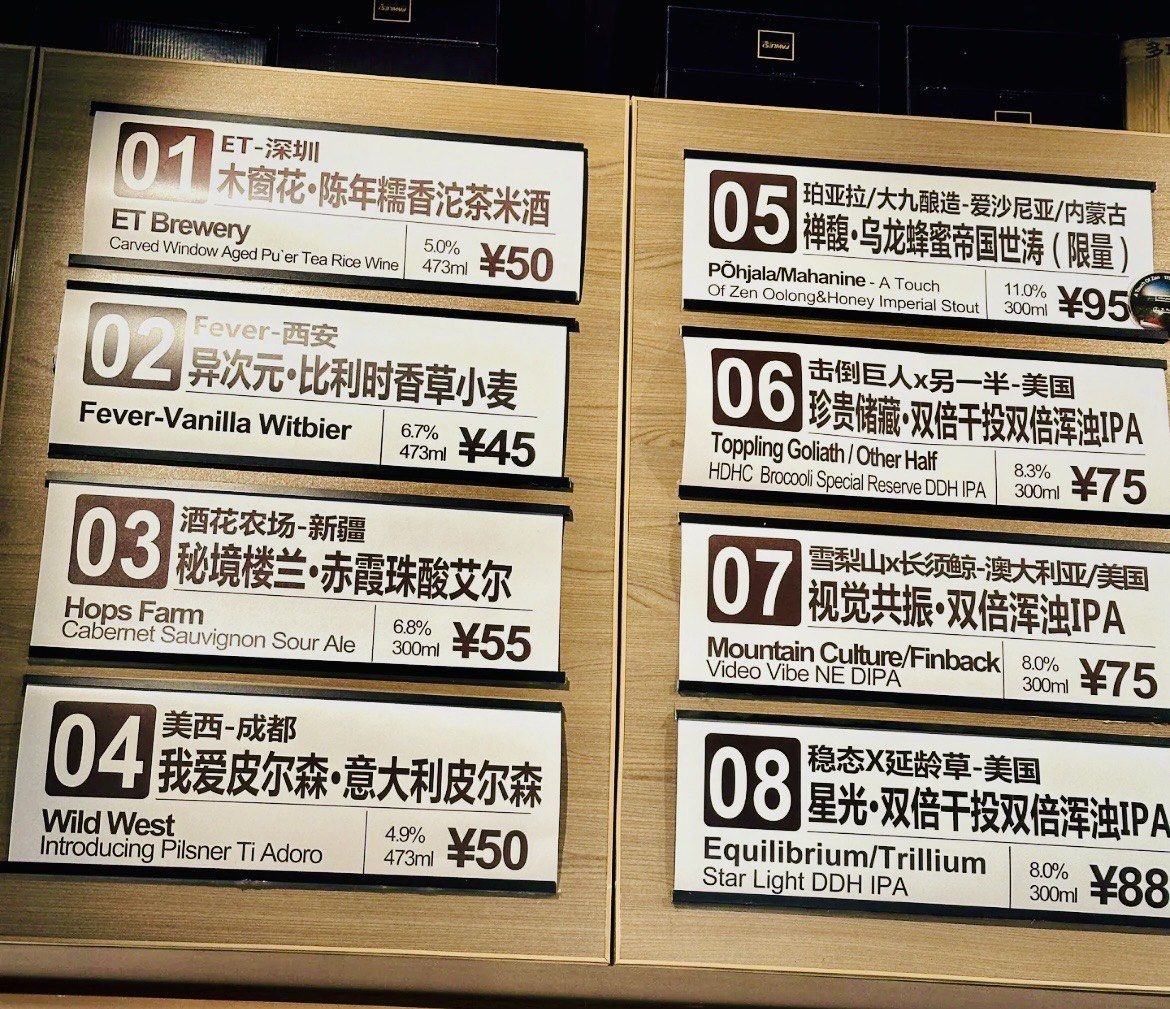 01
ET-深圳
木窗花·陈年糯香沱茶米酒
ET Brewery
Carved Window Aged Pu`er Tea Rice Wine
5.0%
473ml
¥50
02
Fever-西安
异次元·比利时香草小麦
Fever-Vanilla Witbier
6.7%
473ml
¥45
03
酒花农场-新疆
秘境楼兰·赤霞珠酸艾尔
Hops Farm
Cabernet Sauvignon Sour Ale
6.8%
300ml
¥55
04
美西-成都
我爱皮尔森·意大利皮尔森
Wild West
Introducing Pilsner Ti Adoro
4.9%
473ml
¥50
05
珀亚拉/大九酿造-爱沙尼亚/内蒙古
禅馥·乌龙蜂蜜帝国世涛（限量）
PÕhjala/Mahanine - A Touch
Of Zen Oolong&Honey Imperial Stout
11.0%
300ml
¥95
06
击倒巨人x另一半-美国
珍贵储藏·双倍干投双倍浑浊IPA
Toppling Goliath / Other Half
HDHC Brocooli Special Reserve DDH IPA
8.3%
300ml
¥75
07
雪梨山x长须鲸-澳大利亚/美国
视觉共振·双倍浑浊IPA
Mountain Culture/Finback
Video Vibe NE DIPA
8.0%
300ml
¥75
08
稳态X延龄草-美国
星光·双倍干投双倍浑浊IPA
Equilibrium/Trillium
Star Light DDH IPA
8.0%
300ml
¥88